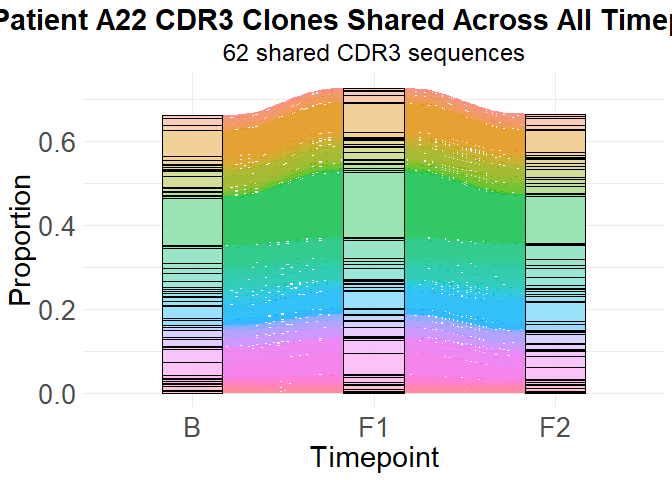 Patient A22 CDR3 Clones Shared Across All Timep
62 shared CDR3 sequences
Proportion
0.6
0.4
0.2
0.0
B F1 F2
Timepoint